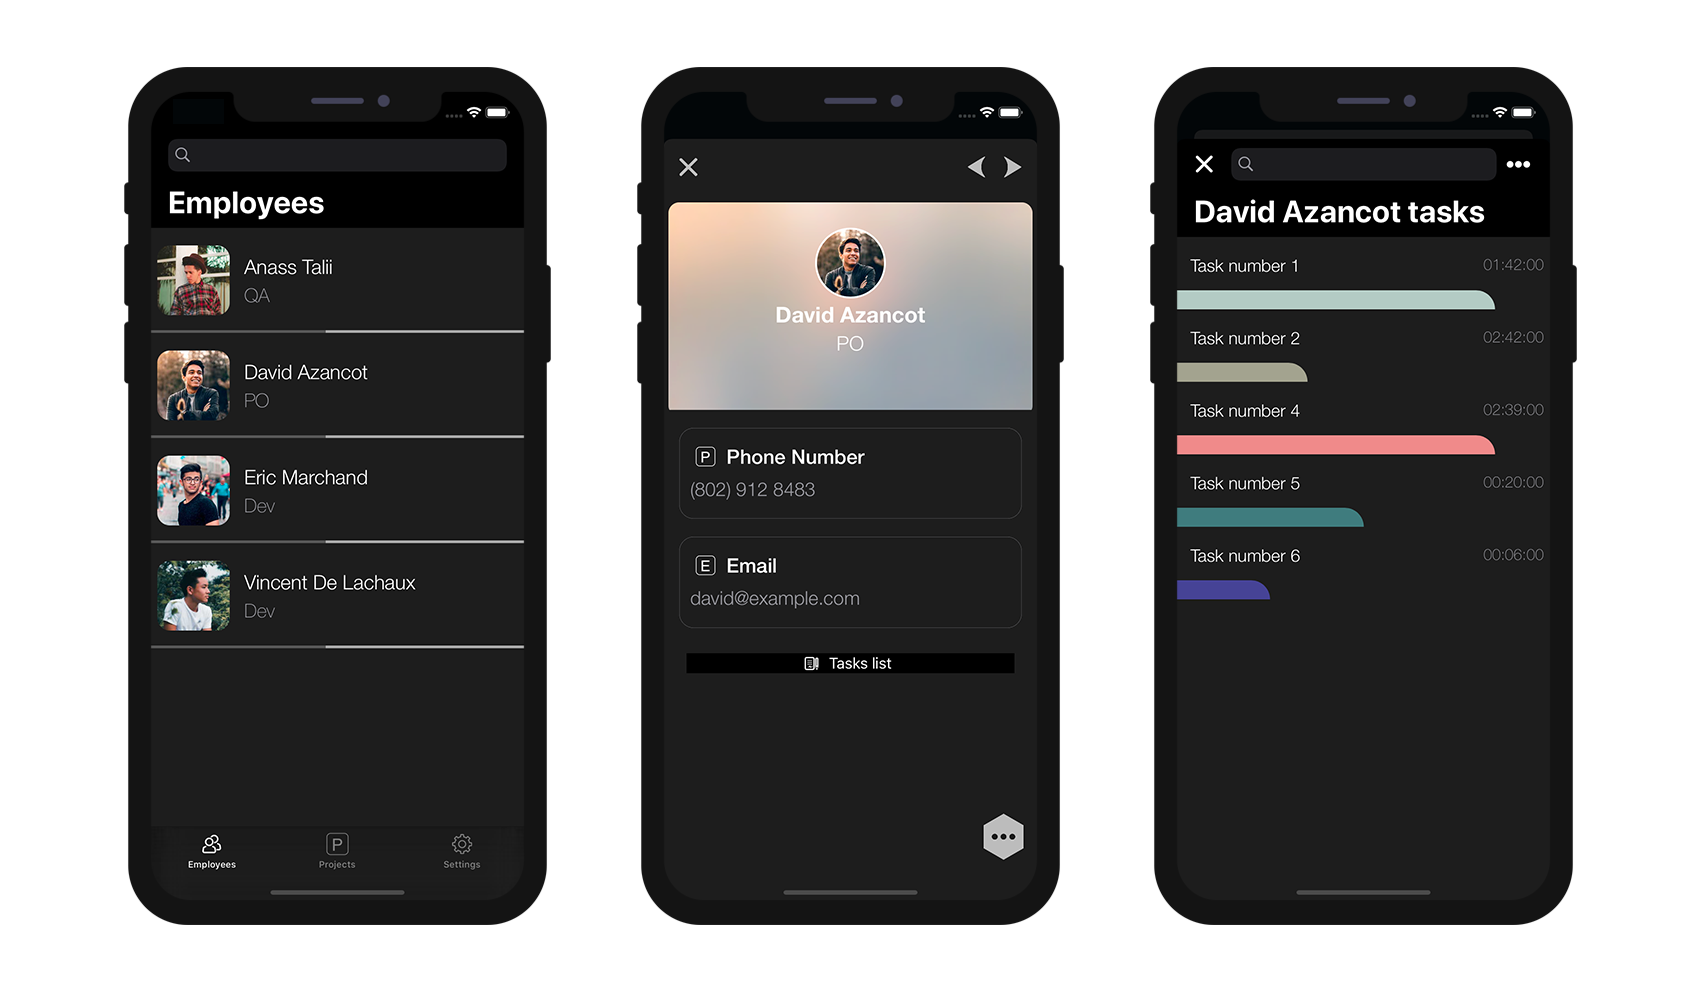 Employees
Anass Talii
QA
David Azancot
PO
Eric Marchand
Dev
Vincent De Lachaux
Dev
Employees
P
Projects
Settings
David Azancot
PO
P Phone Number
(802) 912 8483
E Email
david@example.com
Tasks list
David Azancot tasks
Task number 1 01:42:00
Task number 2 02:42:00
Task number 4 02:39:00
Task number 5 00:20:00
Task number 6 00:06:00